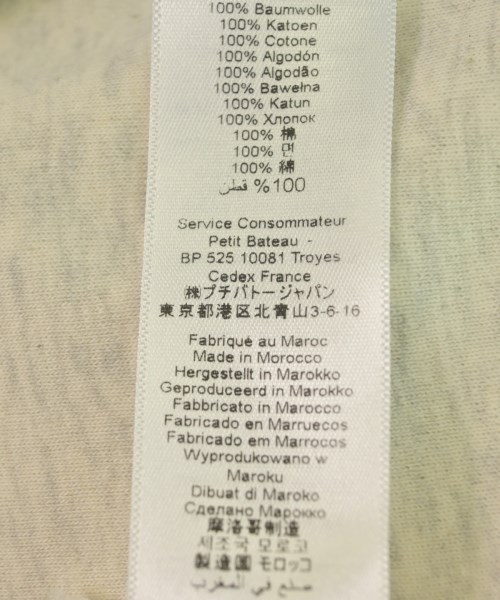 100% Baumwolle
100% Katoen
100% Cotone
100% Algodón
100% Algodão
100% Bawełna
100% Katun
100% Хлопок
100% 棉
100% 면
100% 綿
100% قطن
Service Consommateur
Petit Bateau -
BP 525 10081 Troyes
Cedex France
㈱プチバトージャパン
東京都港区北青山3-6-16
Fabriqué au Maroc
Made in Morocco
Hergestellt in Marokko
Geproduceerd in Marokko
Fabbricato in Marocco
Fabricado en Marruecos
Fabricado em Marrocos
Wyprodukowano w
Maroku
Dibuat di Maroko
Сделано Марокко
摩洛哥制造
제조국 모로코
製造国 モロッコ
صنع في المغرب